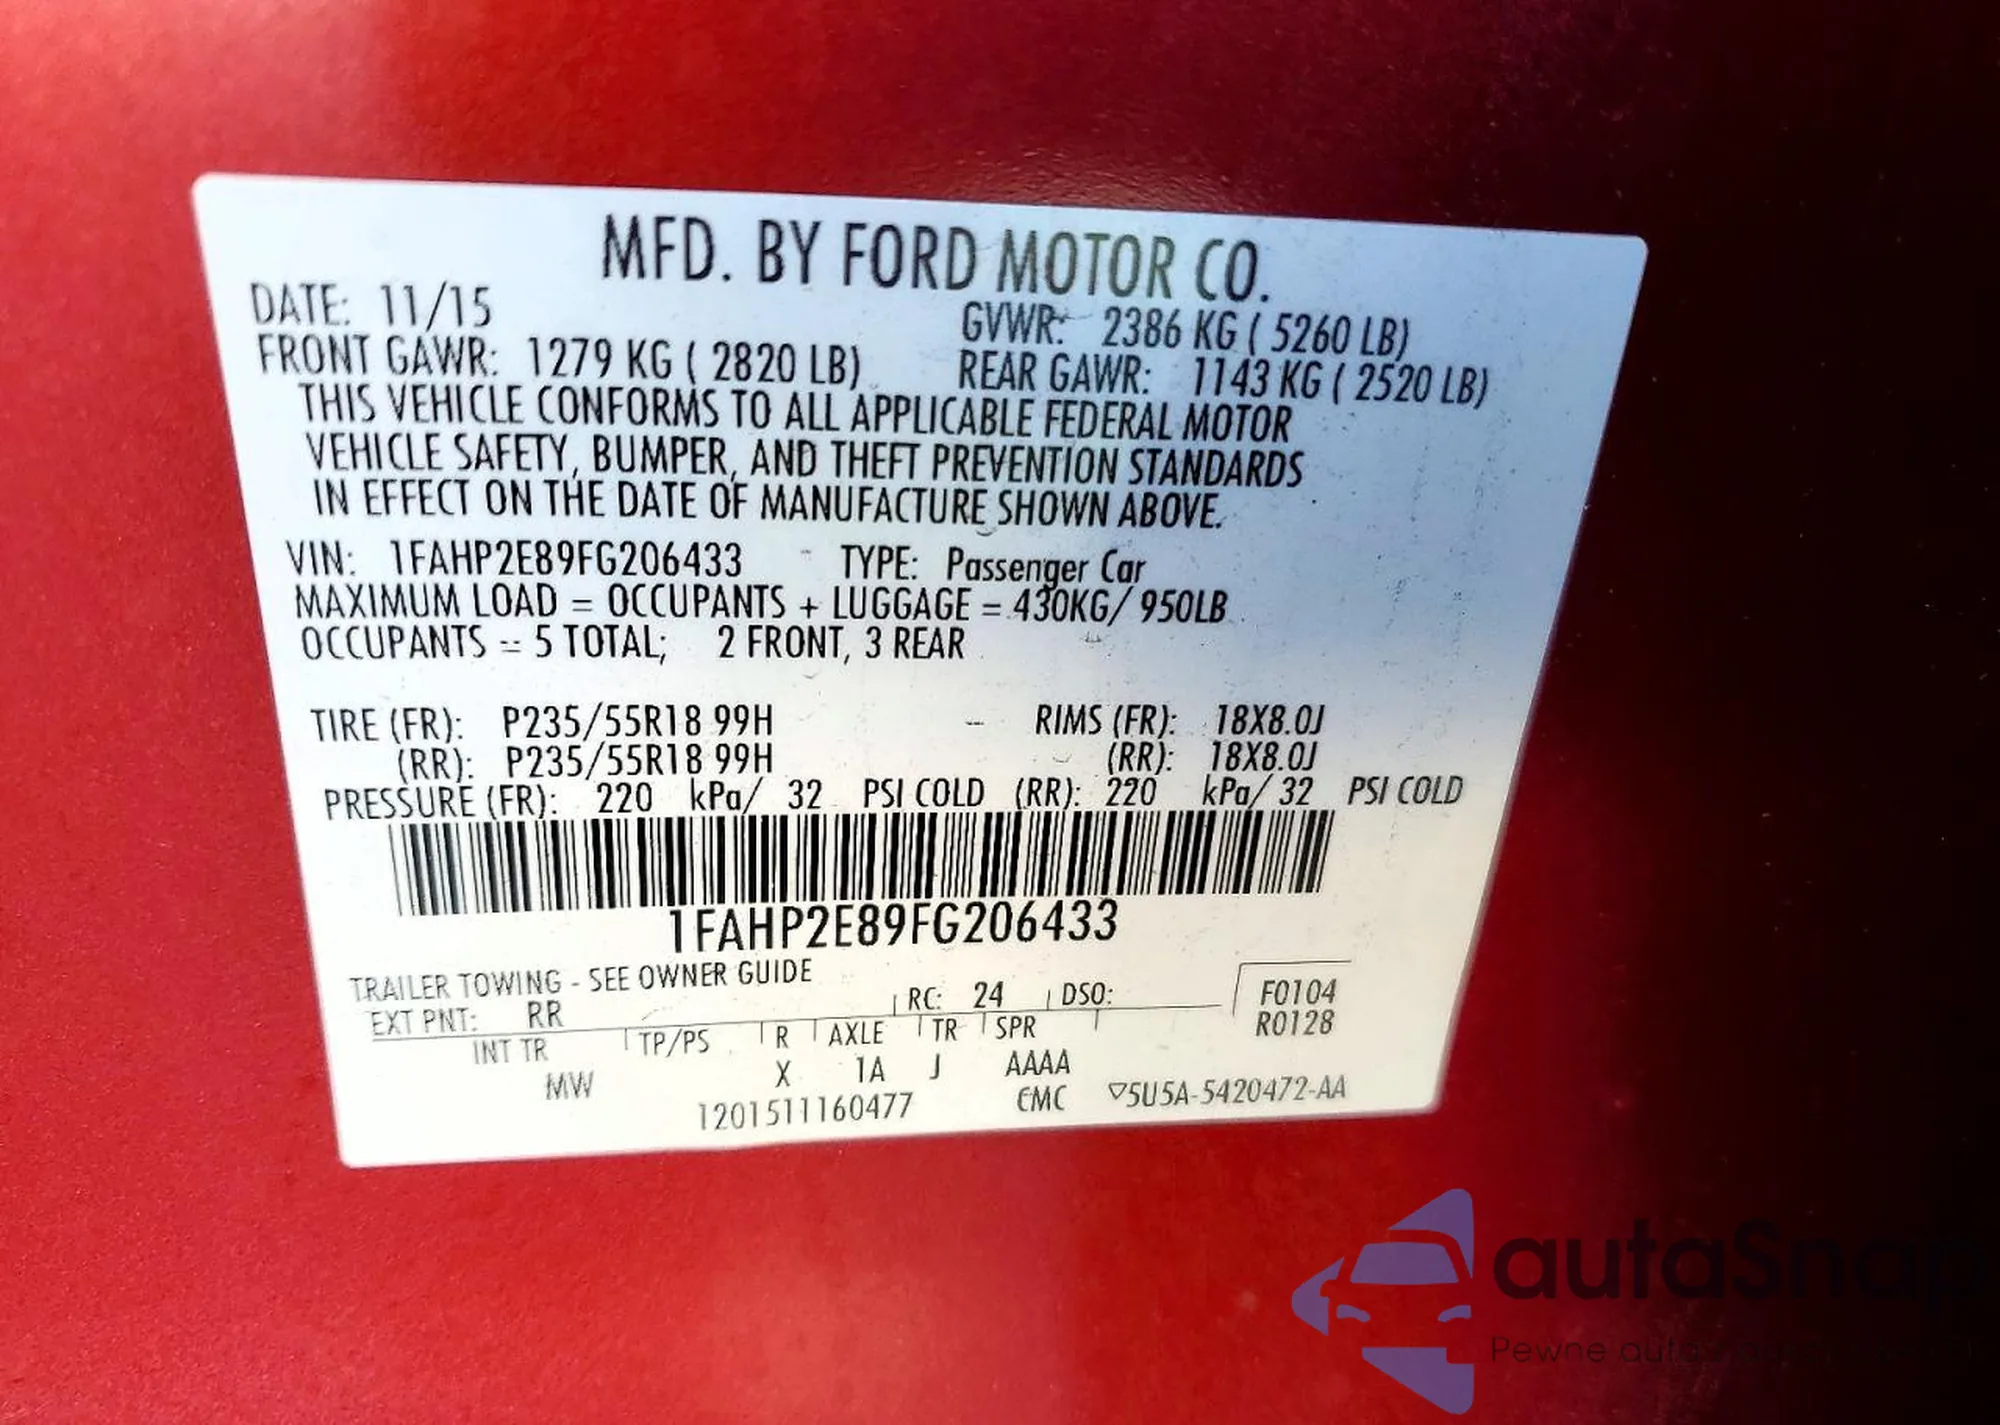 MFD. BY FORD MOTOR CO.
DATE: 11/15 GVWR: 2386 KG ( 5260 LB)
FRONT GAWR: 1279 KG ( 2820 LB) REAR GAWR: 1143 KG ( 2520 LB)
THIS VEHICLE CONFORMS TO ALL APPLICABLE FEDERAL MOTOR
VEHICLE SAFETY, BUMPER, AND THEFT PREVENTION STANDARDS
IN EFFECT ON THE DATE OF MANUFACTURE SHOWN ABOVE.
VIN: 1FAHP2E89FG206433 TYPE: Passenger Car
MAXIMUM LOAD = OCCUPANTS + LUGGAGE = 430KG/ 950LB
OCCUPANTS = 5 TOTAL; 2 FRONT, 3 REAR
TIRE (FR): P235/55R18 99H RIMS (FR): 18X8.0J
(RR): P235/55R18 99H (RR): 18X8.0J
PRESSURE (FR): 220 kPa/ 32 PSI COLD (RR): 220 kPa/ 32 PSI COLD
1FAHP2E89FG206433
TRAILER TOWING - SEE OWNER GUIDE
EXT PNT: RR RC: 24 DSO: F0104
R0128
INT TR TP/PS R AXLE TR SPR
MW X 1A J AAAA
1201511160477 EMC ▽5U5A-5420472-AA
autaSnap
Pewne auta